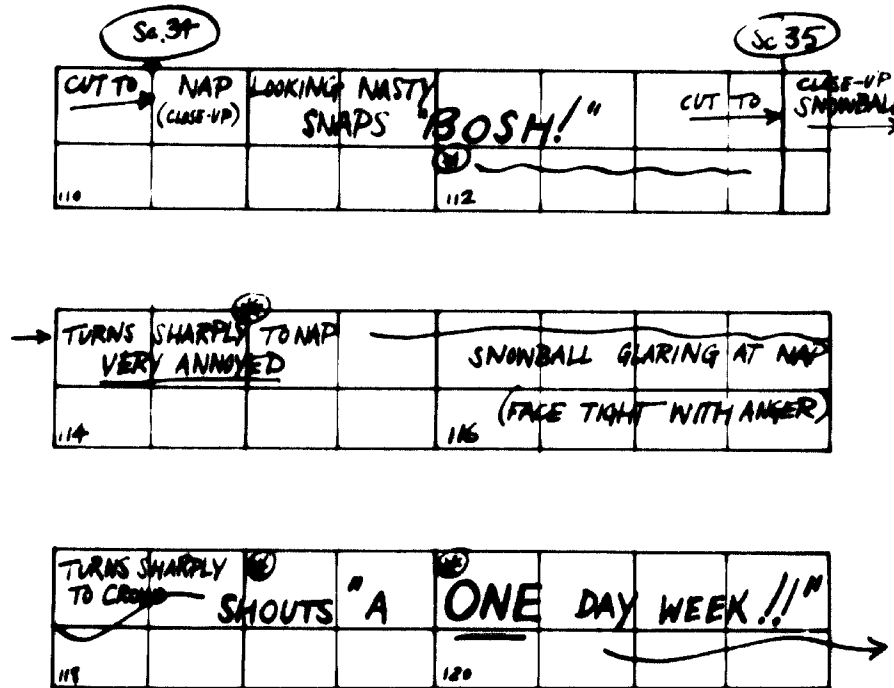 Sc.34
Sc 35
CUT TO NAP LOOKING NASTY CUT TO CLOSE-UP
(CLOSE-UP) SNAPS "BOSH!" SNOWBALL
110 112
TURNS SHARPLY TO NAP
VERY ANNOYED SNOWBALL GLARING AT NAP
(FACE TIGHT WITH ANGER)
114 116
TURNS SHARPLY
TO CROWD SHOUTS "A ONE DAY WEEK!!"
118 120